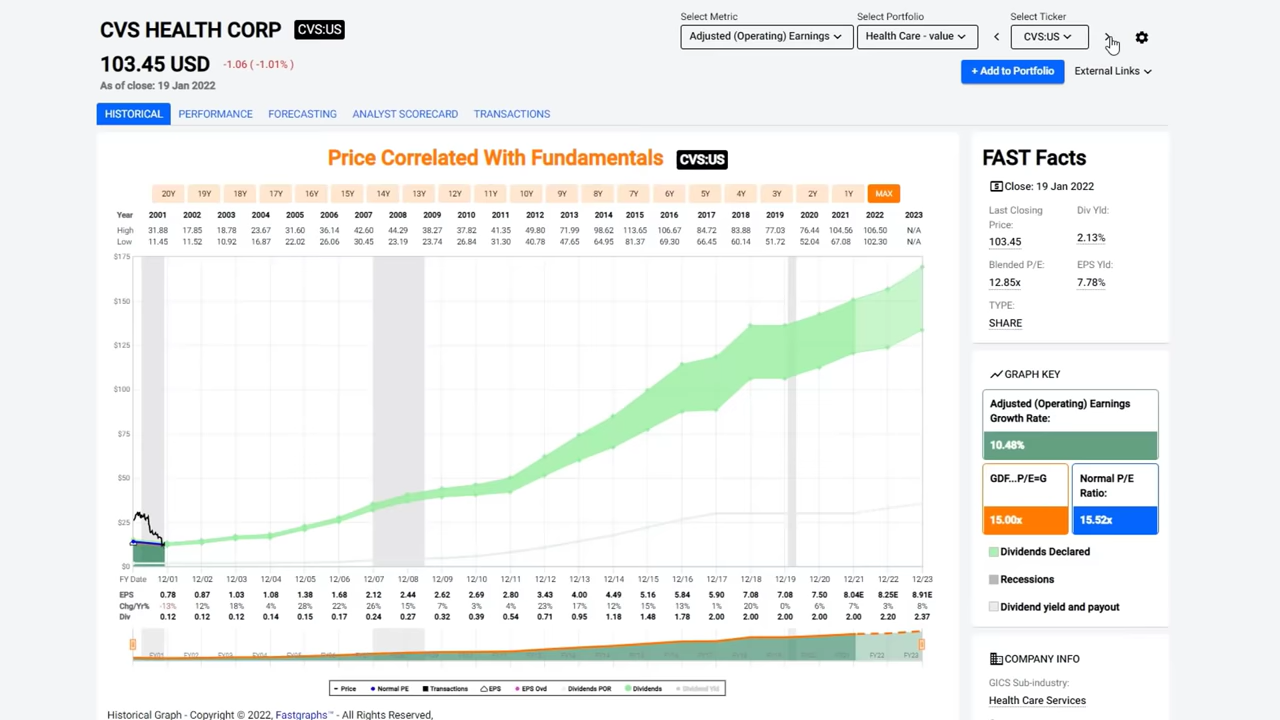 CVS HEALTH CORP CVS:US
103.45 USD -1.06 ( -1.01% )
As of close: 19 Jan 2022
Select Metric Select Portfolio Select Ticker
Adjusted (Operating) Earnings Health Care - value CVS:US
+ Add to Portfolio External Links
HISTORICAL PERFORMANCE FORECASTING ANALYST SCORECARD TRANSACTIONS
Price Correlated With Fundamentals CVS:US
20Y 19Y 18Y 17Y 16Y 15Y 14Y 13Y 12Y 11Y 10Y 9Y 8Y 7Y 6Y 5Y 4Y 3Y 2Y 1Y MAX
Year 2001 2002 2003 2004 2005 2006 2007 2008 2009 2010 2011 2012 2013 2014 2015 2016 2017 2018 2019 2020 2021 2022 2023
High 31.88 17.85 18.78 23.67 31.60 36.14 42.60 44.29 38.27 37.82 41.35 49.80 71.99 98.62 113.65 106.67 84.72 83.88 77.03 76.44 104.56 106.50 N/A
Low 11.45 11.52 10.92 16.87 22.02 26.06 30.45 23.19 23.74 26.84 31.30 40.78 47.65 64.95 81.37 69.30 66.45 60.14 51.72 52.04 67.08 102.30 N/A
$175
$150
$125
$100
$75
$50
$25
$0
FY Date 12/01 12/02 12/03 12/04 12/05 12/06 12/07 12/08 12/09 12/10 12/11 12/12 12/13 12/14 12/15 12/16 12/17 12/18 12/19 12/20 12/21 12/22 12/23
EPS 0.78 0.87 1.03 1.08 1.38 1.68 2.12 2.44 2.62 2.69 2.80 3.43 4.00 4.49 5.16 5.84 5.90 7.08 7.08 7.50 8.04E 8.25E 8.91E
Chg/Yr% -13% 12% 18% 4% 28% 22% 26% 15% 7% 3% 4% 23% 17% 12% 15% 13% 1% 20% 0% 6% 7% 3% 8%
Div 0.12 0.12 0.12 0.14 0.15 0.17 0.24 0.27 0.32 0.39 0.54 0.71 0.95 1.18 1.48 1.78 2.00 2.00 2.00 2.00 2.00 2.20 2.37
Price Normal PE Transactions EPS EPS Ovd Dividends POR Dividends Dividend Yld
Historical Graph - Copyright © 2022, Fastgraphs™ - All Rights Reserved,
FAST Facts
Close: 19 Jan 2022
Last Closing Price: Div Yld:
103.45 2.13%
Blended P/E: EPS Yld:
12.85x 7.78%
TYPE:
SHARE
GRAPH KEY
Adjusted (Operating) Earnings
Growth Rate:
10.48%
GDF...P/E=G Normal P/E Ratio:
15.00x 15.52x
Dividends Declared
Recessions
Dividend yield and payout
COMPANY INFO
GICS Sub-industry:
Health Care Services